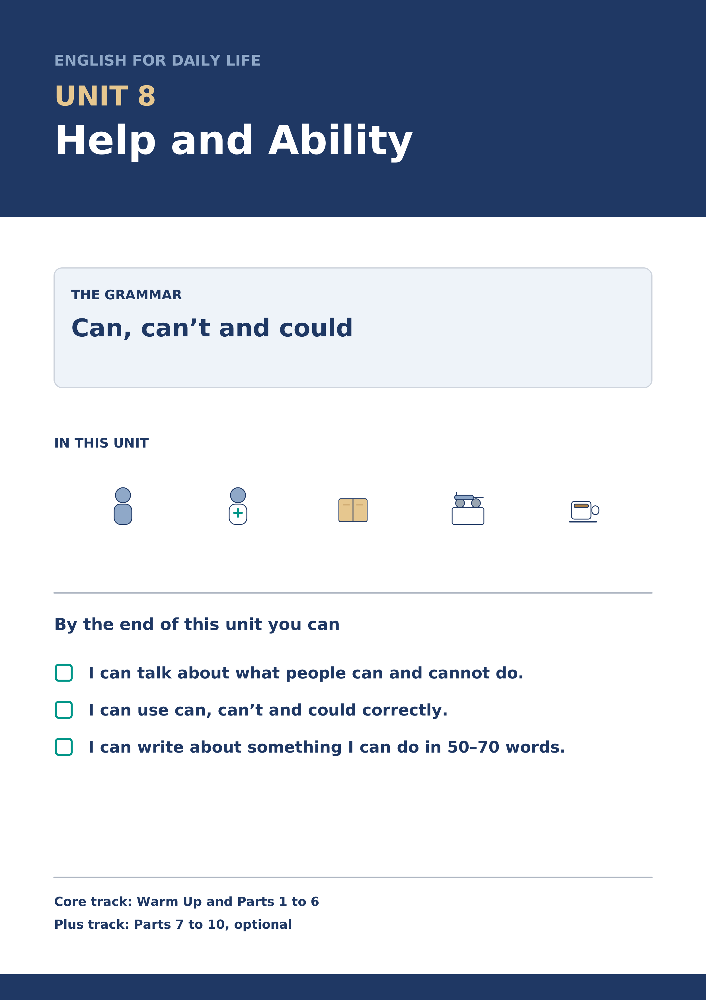 ENGLISH FOR DAILY LIFE
UNIT 8
Help and Ability
THE GRAMMAR
Can, can’t and could
IN THIS UNIT
By the end of this unit you can
I can talk about what people can and cannot do.
I can use can, can’t and could correctly.
I can write about something I can do in 50–70 words.
Core track: Warm Up and Parts 1 to 6
Plus track: Parts 7 to 10, optional